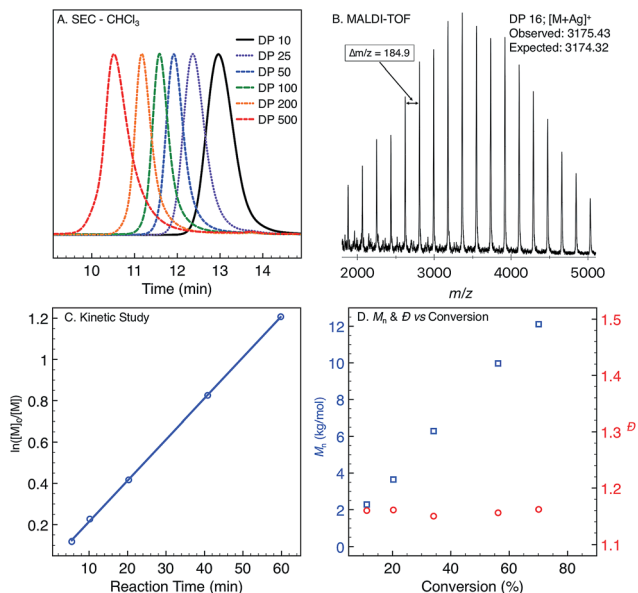 A. SEC - CHCl₃
DP 10
DP 25
DP 50
DP 100
DP 200
DP 500
10 11 12 13 14
Time (min)
B. MALDI-TOF
DP 16; [M+Ag]⁺
Observed: 3175.43
Expected: 3174.32
Δm/z = 184.9
2000 3000 4000 5000
m/z
C. Kinetic Study
1.2
1.0
0.8
0.6
0.4
0.2
ln([M]₀/[M])
10 20 30 40 50 60
Reaction Time (min)
D. Mₙ & Đ vs Conversion
12
10
8
6
4
2
0
Mₙ (kg/mol)
1.5
1.4
1.3
1.2
1.1
Đ
20 40 60 80
Conversion (%)